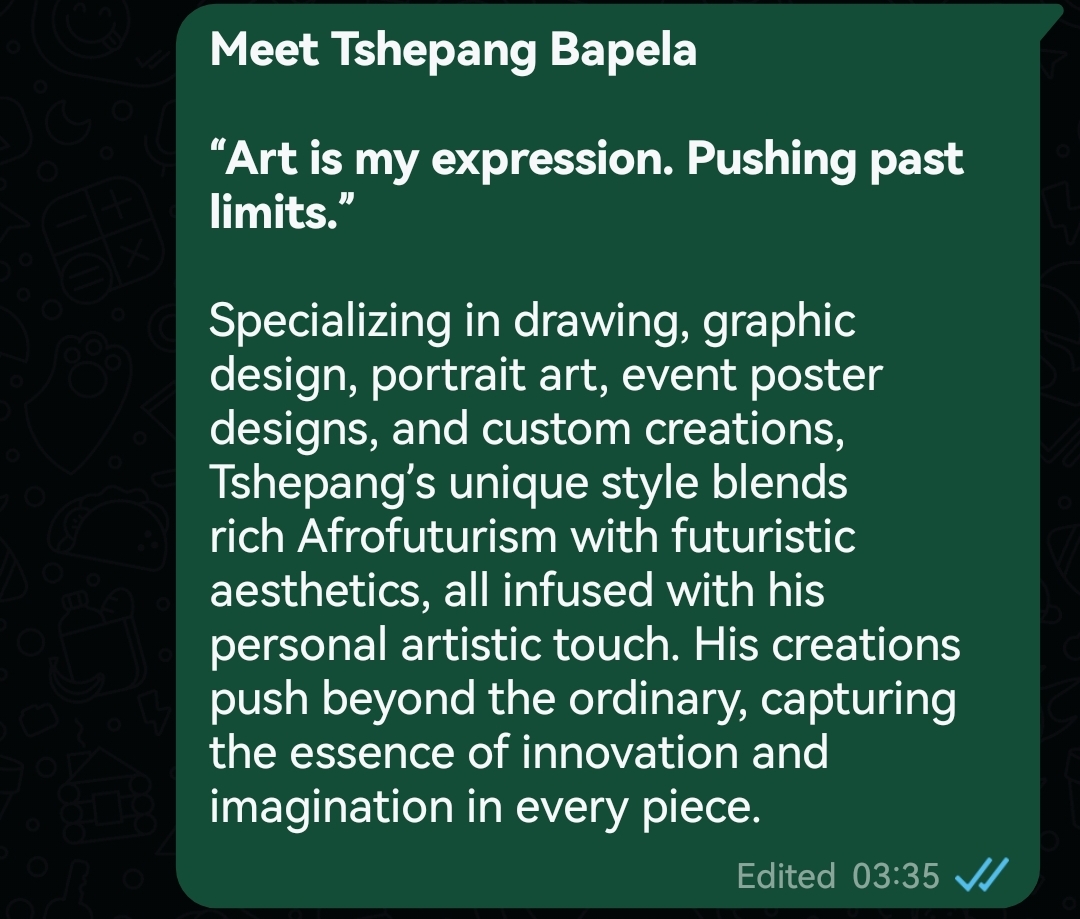 Meet Tshepang Bapela
“Art is my expression. Pushing past
limits.”
Specializing in drawing, graphic
design, portrait art, event poster
designs, and custom creations,
Tshepang’s unique style blends
rich Afrofuturism with futuristic
aesthetics, all infused with his
personal artistic touch. His creations
push beyond the ordinary, capturing
the essence of innovation and
imagination in every piece.
Edited 03:35